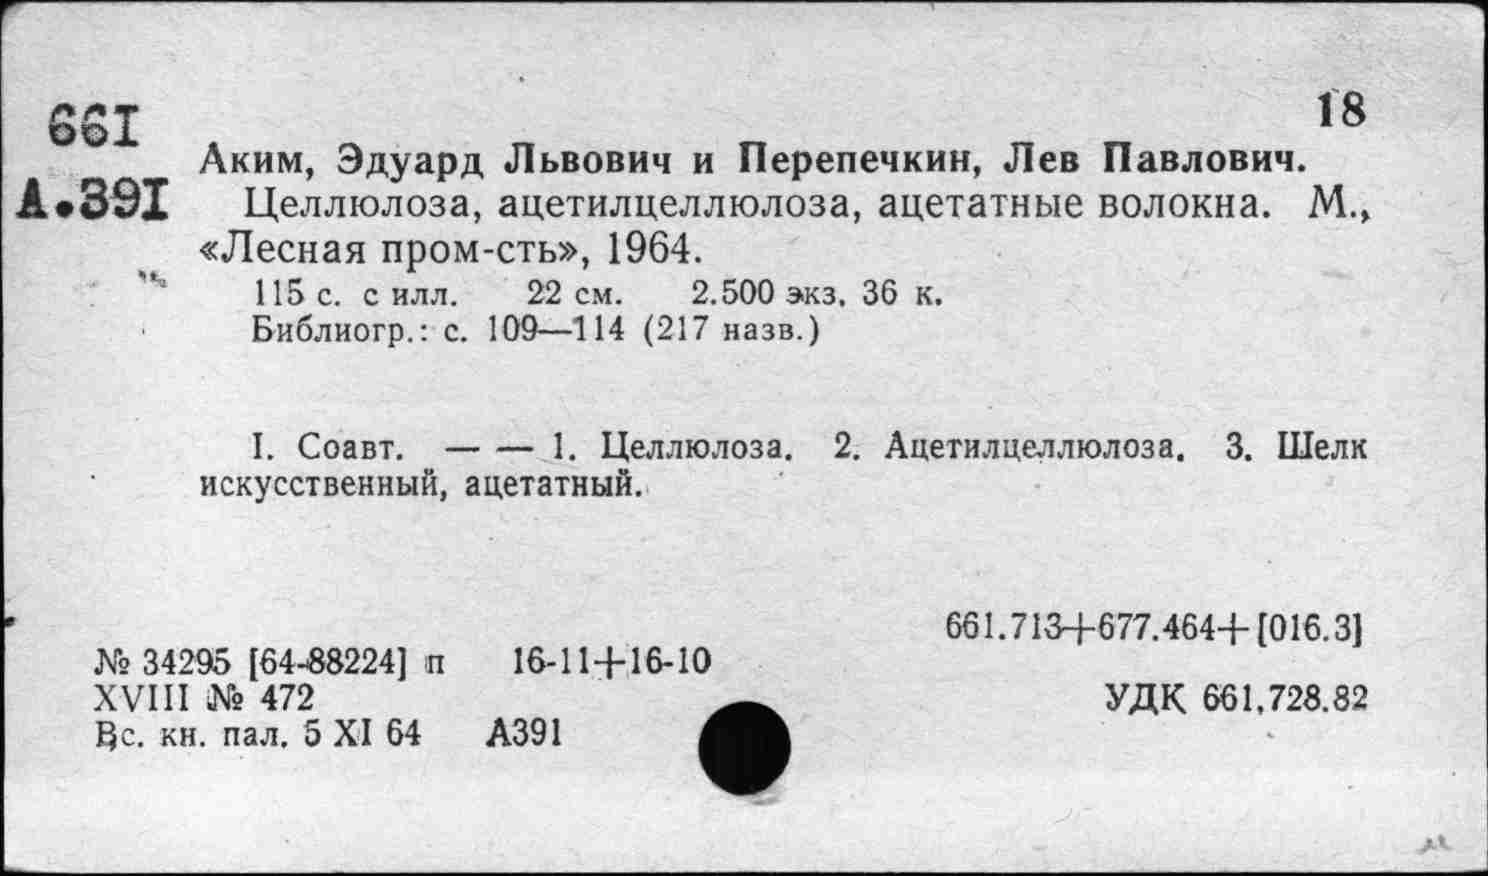 18
661
Аким, Эдуард Львович и Перепечкин, Лев Павлович.
А.391 Целлюлоза, ацетилцеллюлоза, ацетатные волокна. М.,
«Лесная пром-сть», 1964.
115 с. с илл. 22 см. 2.500 экз. 36 к.
Библиогр.: с. 109—114 (217 назв.)
I. Соавт. — — 1. Целлюлоза. 2. Ацетилцеллюлоза. 3. Шелк
искусственный, ацетатный.
661.713+677.464+[016.3]
№ 34295 [64-88224] п 16-11+16-10
XVIII № 472 УДК 661.728.82
Вс. кн. пал. 5 XI 64 А391